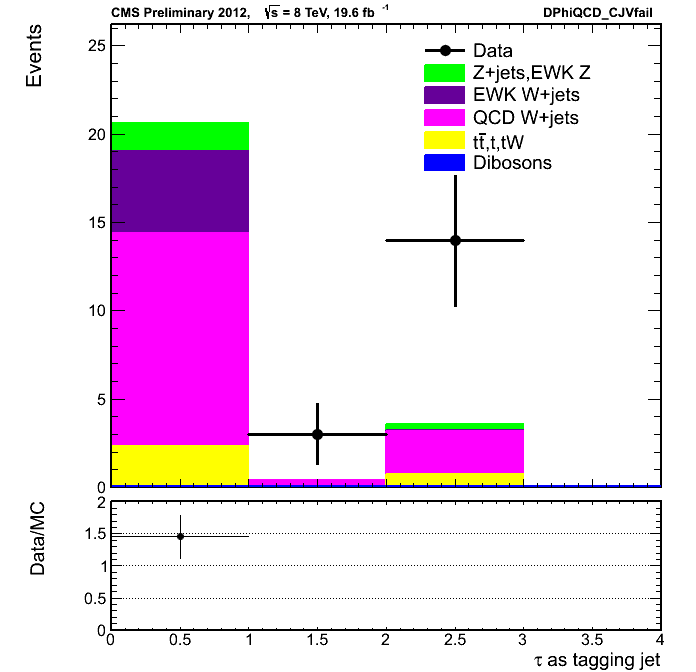 CMS Preliminary 2012, √s = 8 TeV, 19.6 fb⁻¹ DPhiQCD_CJVfail
Events
25
20
15
10
5
0
Data
Z+jets,EWK Z
EWK W+jets
QCD W+jets
tt̅,t,tW
Dibosons
Data/MC
2
1.5
1
0.5
0
0 0.5 1 1.5 2 2.5 3 3.5 4
τ as tagging jet